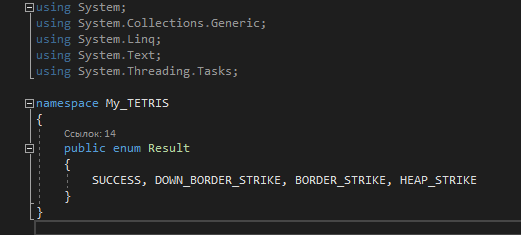 using System;
using System.Collections.Generic;
using System.Linq;
using System.Text;
using System.Threading.Tasks;
namespace My_TETRIS
{
Ссылок: 14
public enum Result
{
SUCCESS, DOWN_BORDER_STRIKE, BORDER_STRIKE, HEAP_STRIKE
}
}